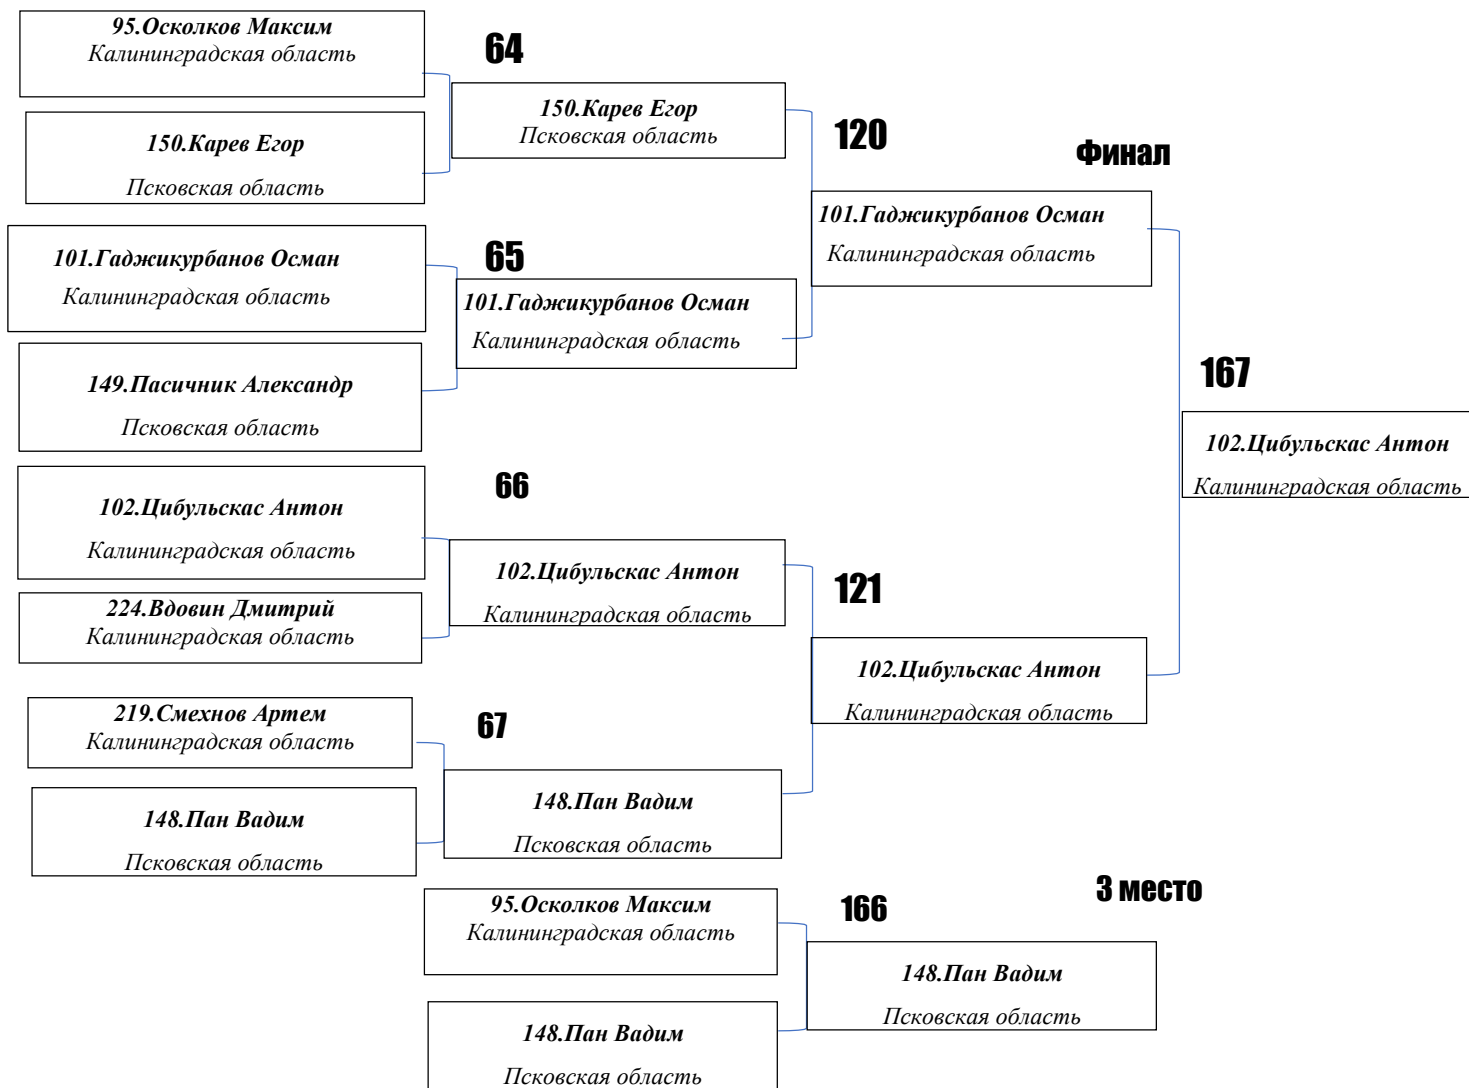 95.Осколков Максим
Калининградская область
64
150.Карев Егор
Псковская область
150.Карев Егор
Псковская область
120
Финал
101.Гаджикурбанов Осман
Калининградская область
101.Гаджикурбанов Осман
Калининградская область
65
101.Гаджикурбанов Осман
Калининградская область
149.Пасичник Александр
Псковская область
167
102.Цибульскас Антон
Калининградская область
102.Цибульскас Антон
Калининградская область
66
102.Цибульскас Антон
Калининградская область
224.Вдовин Дмитрий
Калининградская область
121
102.Цибульскас Антон
Калининградская область
219.Смехнов Артем
Калининградская область
67
148.Пан Вадим
Псковская область
148.Пан Вадим
Псковская область
95.Осколков Максим
Калининградская область
166
3 место
148.Пан Вадим
Псковская область
148.Пан Вадим
Псковская область